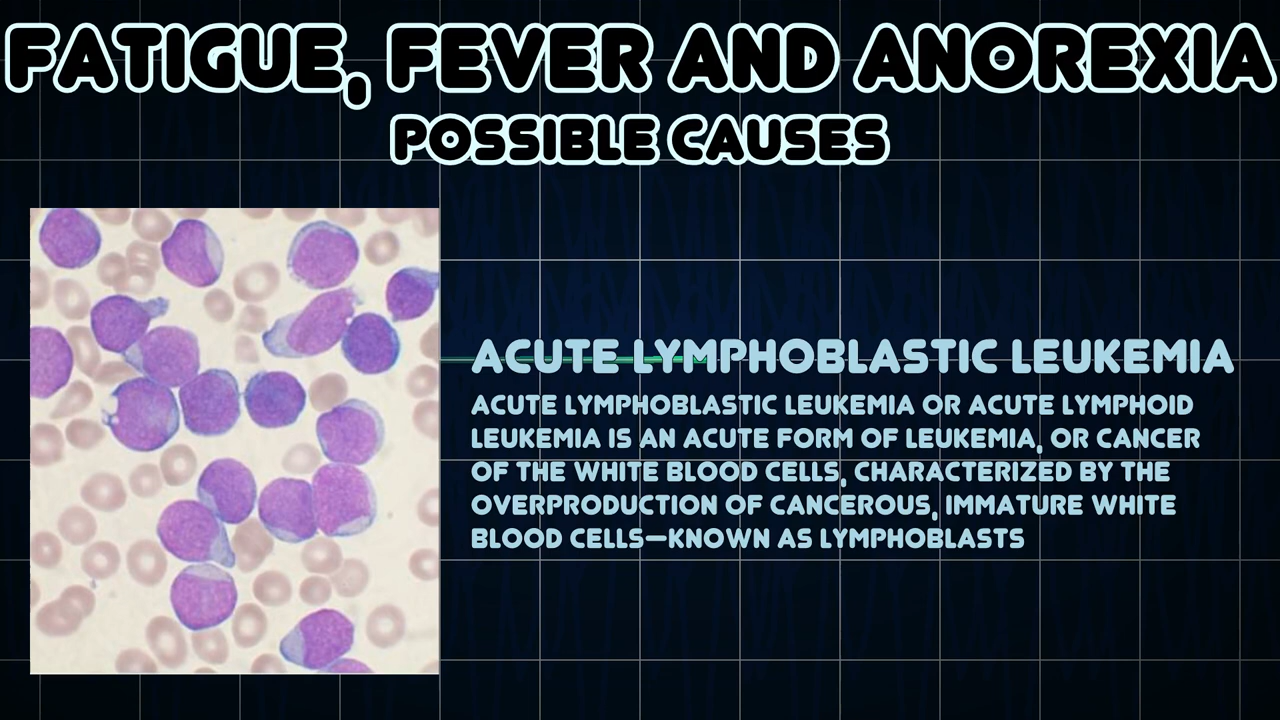 FATIGUE, FEVER AND ANOREXIA
POSSIBLE CAUSES
ACUTE LYMPHOBLASTIC LEUKEMIA
ACUTE LYMPHOBLASTIC LEUKEMIA OR ACUTE LYMPHOID
LEUKEMIA IS AN ACUTE FORM OF LEUKEMIA, OR CANCER
OF THE WHITE BLOOD CELLS, CHARACTERIZED BY THE
OVERPRODUCTION OF CANCEROUS, IMMATURE WHITE
BLOOD CELLS—KNOWN AS LYMPHOBLASTS